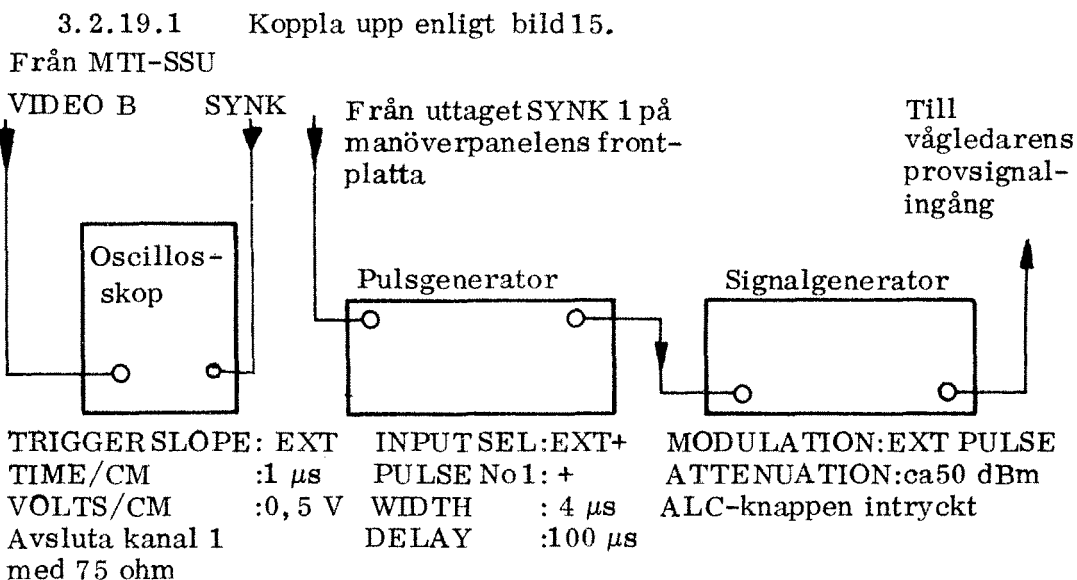 3.2.19.1 Koppla upp enligt bild 15.
Från MTI-SSU
VIDEO B SYNK
Från uttaget SYNK 1 på
manöverpanelens front-
platta
Till
vågledarens
provsignal-
ingång
Oscillos-
skop
Pulsgenerator
Signalgenerator
TRIGGER SLOPE: EXT
TIME/CM :1 µs
VOLTS/CM :0,5 V
Avsluta kanal 1
med 75 ohm
INPUT SEL:EXT+
PULSE No 1: +
WIDTH : 4 µs
DELAY :100 µs
MODULATION:EXT PULSE
ATTENUATION:ca50 dBm
ALC-knappen intryckt